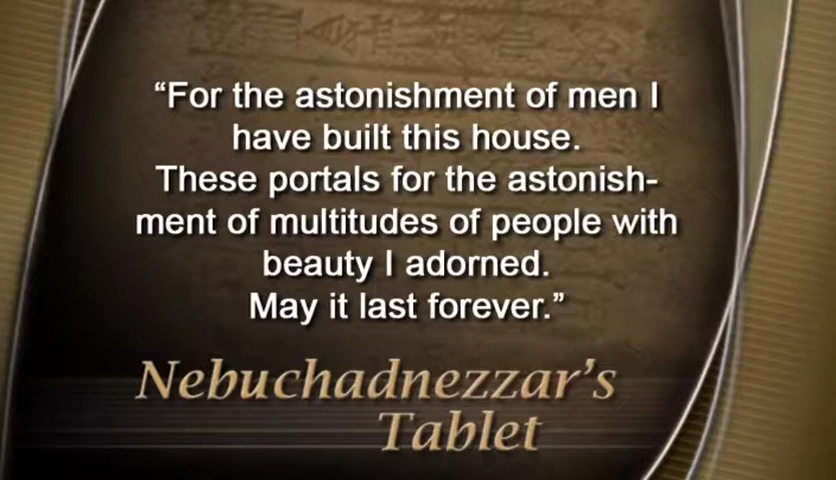 “For the astonishment of men I
have built this house.
These portals for the astonish-
ment of multitudes of people with
beauty I adorned.
May it last forever.”
Nebuchadnezzar’s
Tablet